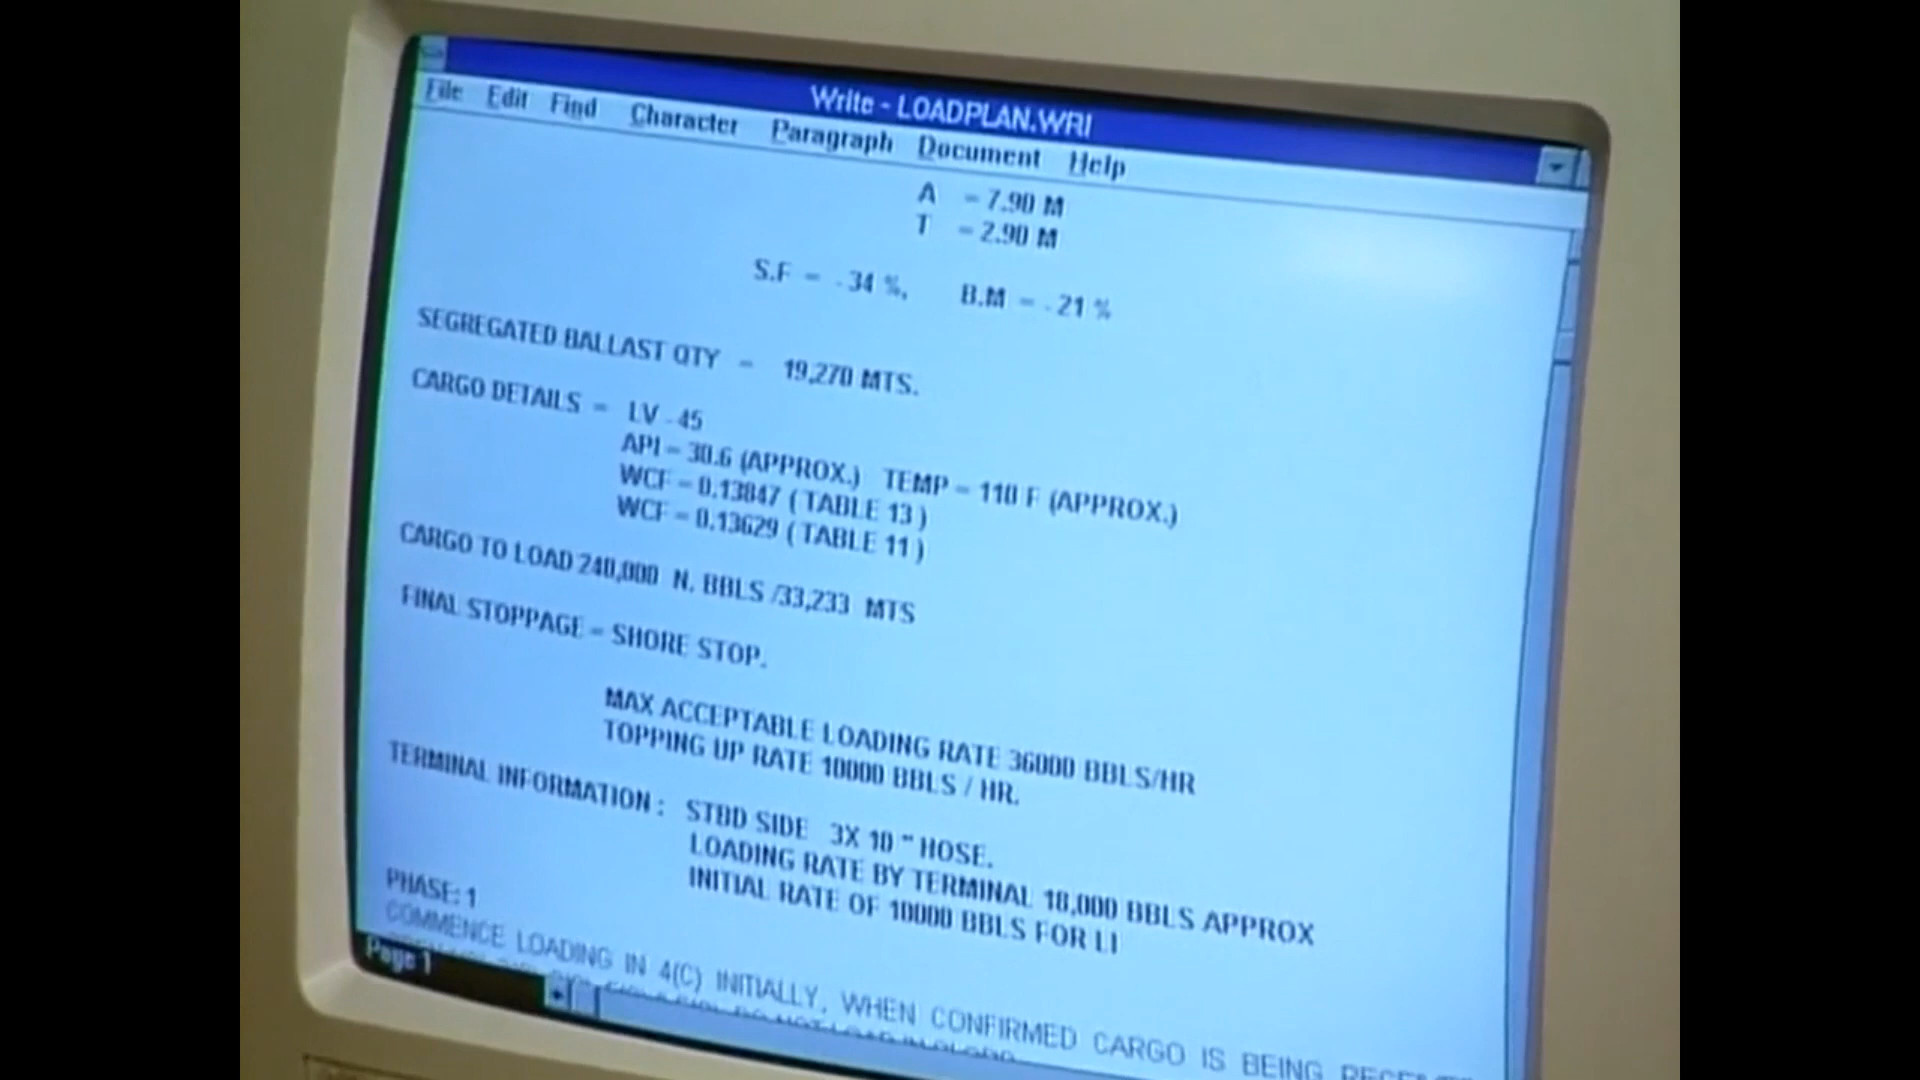 Write - LOADPLAN.WRI
File Edit Find Character Paragraph Document Help
A = 7.90 M
T = 2.90 M
S.F = -34 %, B.M = -21 %
SEGREGATED BALLAST QTY = 19,270 MTS.
CARGO DETAILS = LV-45
API = 30.6 (APPROX.) TEMP = 110 F (APPROX.)
WCF = 0.13847 ( TABLE 13 )
WCF = 0.13629 ( TABLE 11 )
CARGO TO LOAD 240,000 N. BBLS /33,233 MTS
FINAL STOPPAGE = SHORE STOP.
MAX ACCEPTABLE LOADING RATE 36000 BBLS/HR
TOPPING UP RATE 10000 BBLS / HR.
TERMINAL INFORMATION : STBD SIDE 3X 10 " HOSE.
LOADING RATE BY TERMINAL 18,000 BBLS APPROX
INITIAL RATE OF 10000 BBLS FOR LI
PHASE: 1
COMMENCE LOADING IN 4(C) INITIALLY, WHEN CONFIRMED CARGO IS BEING
Page 1